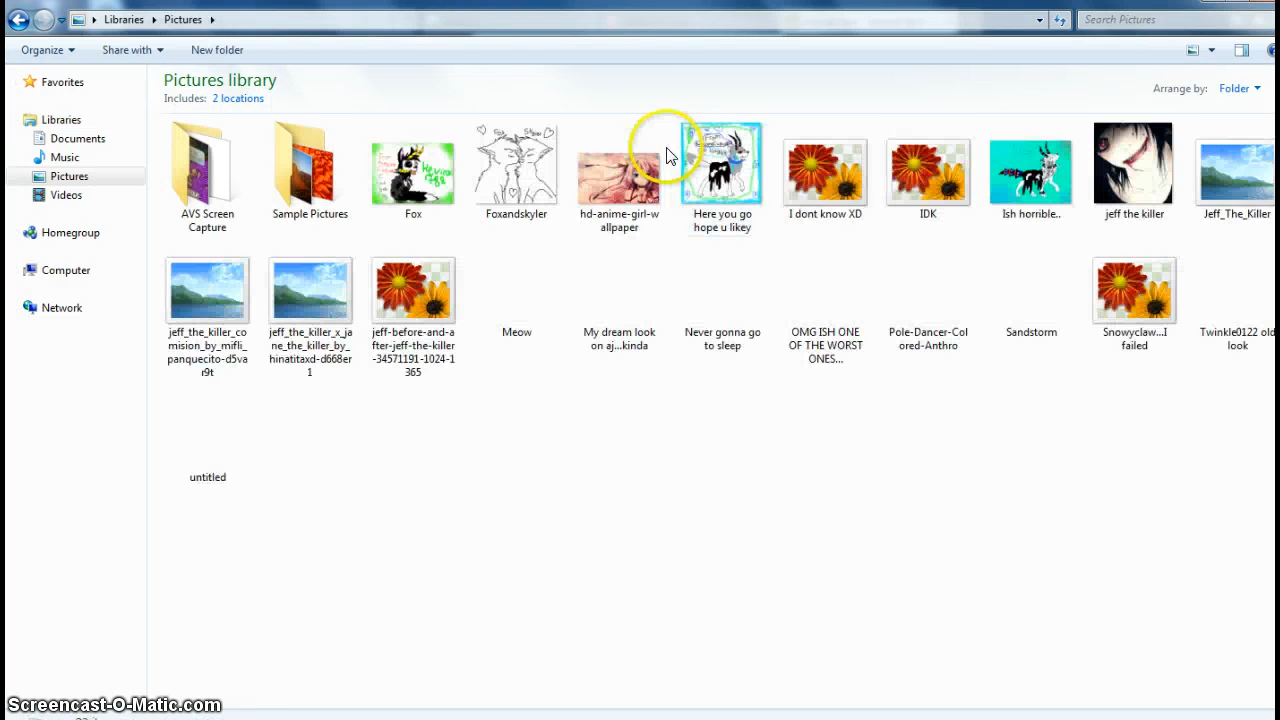 Libraries
Pictures
Search Pictures
Organize
Share with
New folder
Pictures library
Includes: 2 locations
Arrange by: Folder
Favorites
Libraries
Documents
Music
Pictures
Videos
Homegroup
Computer
Network
AVS Screen
Capture
Sample Pictures
Fox
Foxandskyler
hd-anime-girl-w
allpaper
Here you go
hope u likey
I dont know XD
IDK
Ish horrible..
jeff the killer
Jeff_The_Killer
jeff_the_killer_co
mision_by_mifli_
panquecito-d5va
r9t
jeff_the_killer_x_ja
ne_the_killer_by_
hinatitaxd-d668er
1
jeff-before-and-a
fter-jeff-the-killer
-34571191-1024-1
365
Meow
My dream look
on aj...kinda
Never gonna go
to sleep
OMG ISH ONE
OF THE WORST
ONES...
Pole-Dancer-Col
ored-Anthro
Sandstorm
Snowyclaw...I
failed
Twinkle0122 old
look
untitled
Screencast-O-Matic.com